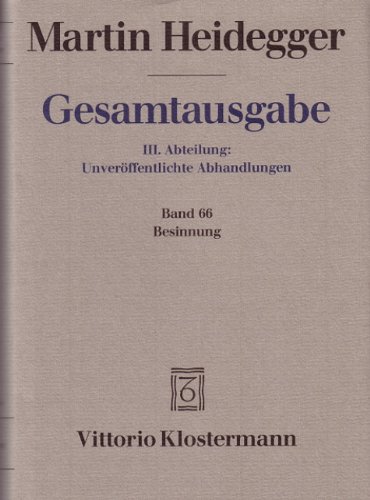 Martin Heidegger
Gesamtausgabe
III. Abteilung:
Unveröffentlichte Abhandlungen
Band 66
Besinnung
Vittorio Klostermann